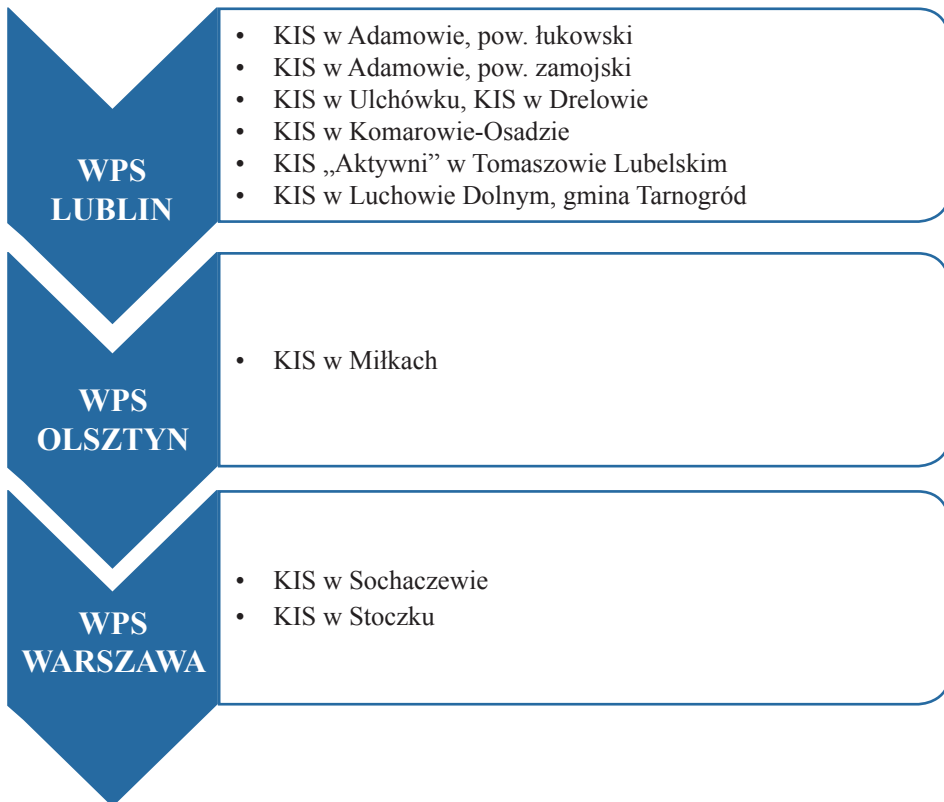 WPS
LUBLIN
• KIS w Adamowie, pow. łukowski
• KIS w Adamowie, pow. zamojski
• KIS w Ulchówku, KIS w Drelowie
• KIS w Komarowie-Osadzie
• KIS „Aktywni” w Tomaszowie Lubelskim
• KIS w Luchowie Dolnym, gmina Tarnogród
WPS
OLSZTYN
• KIS w Miłkach
WPS
WARSZAWA
• KIS w Sochaczewie
• KIS w Stoczku